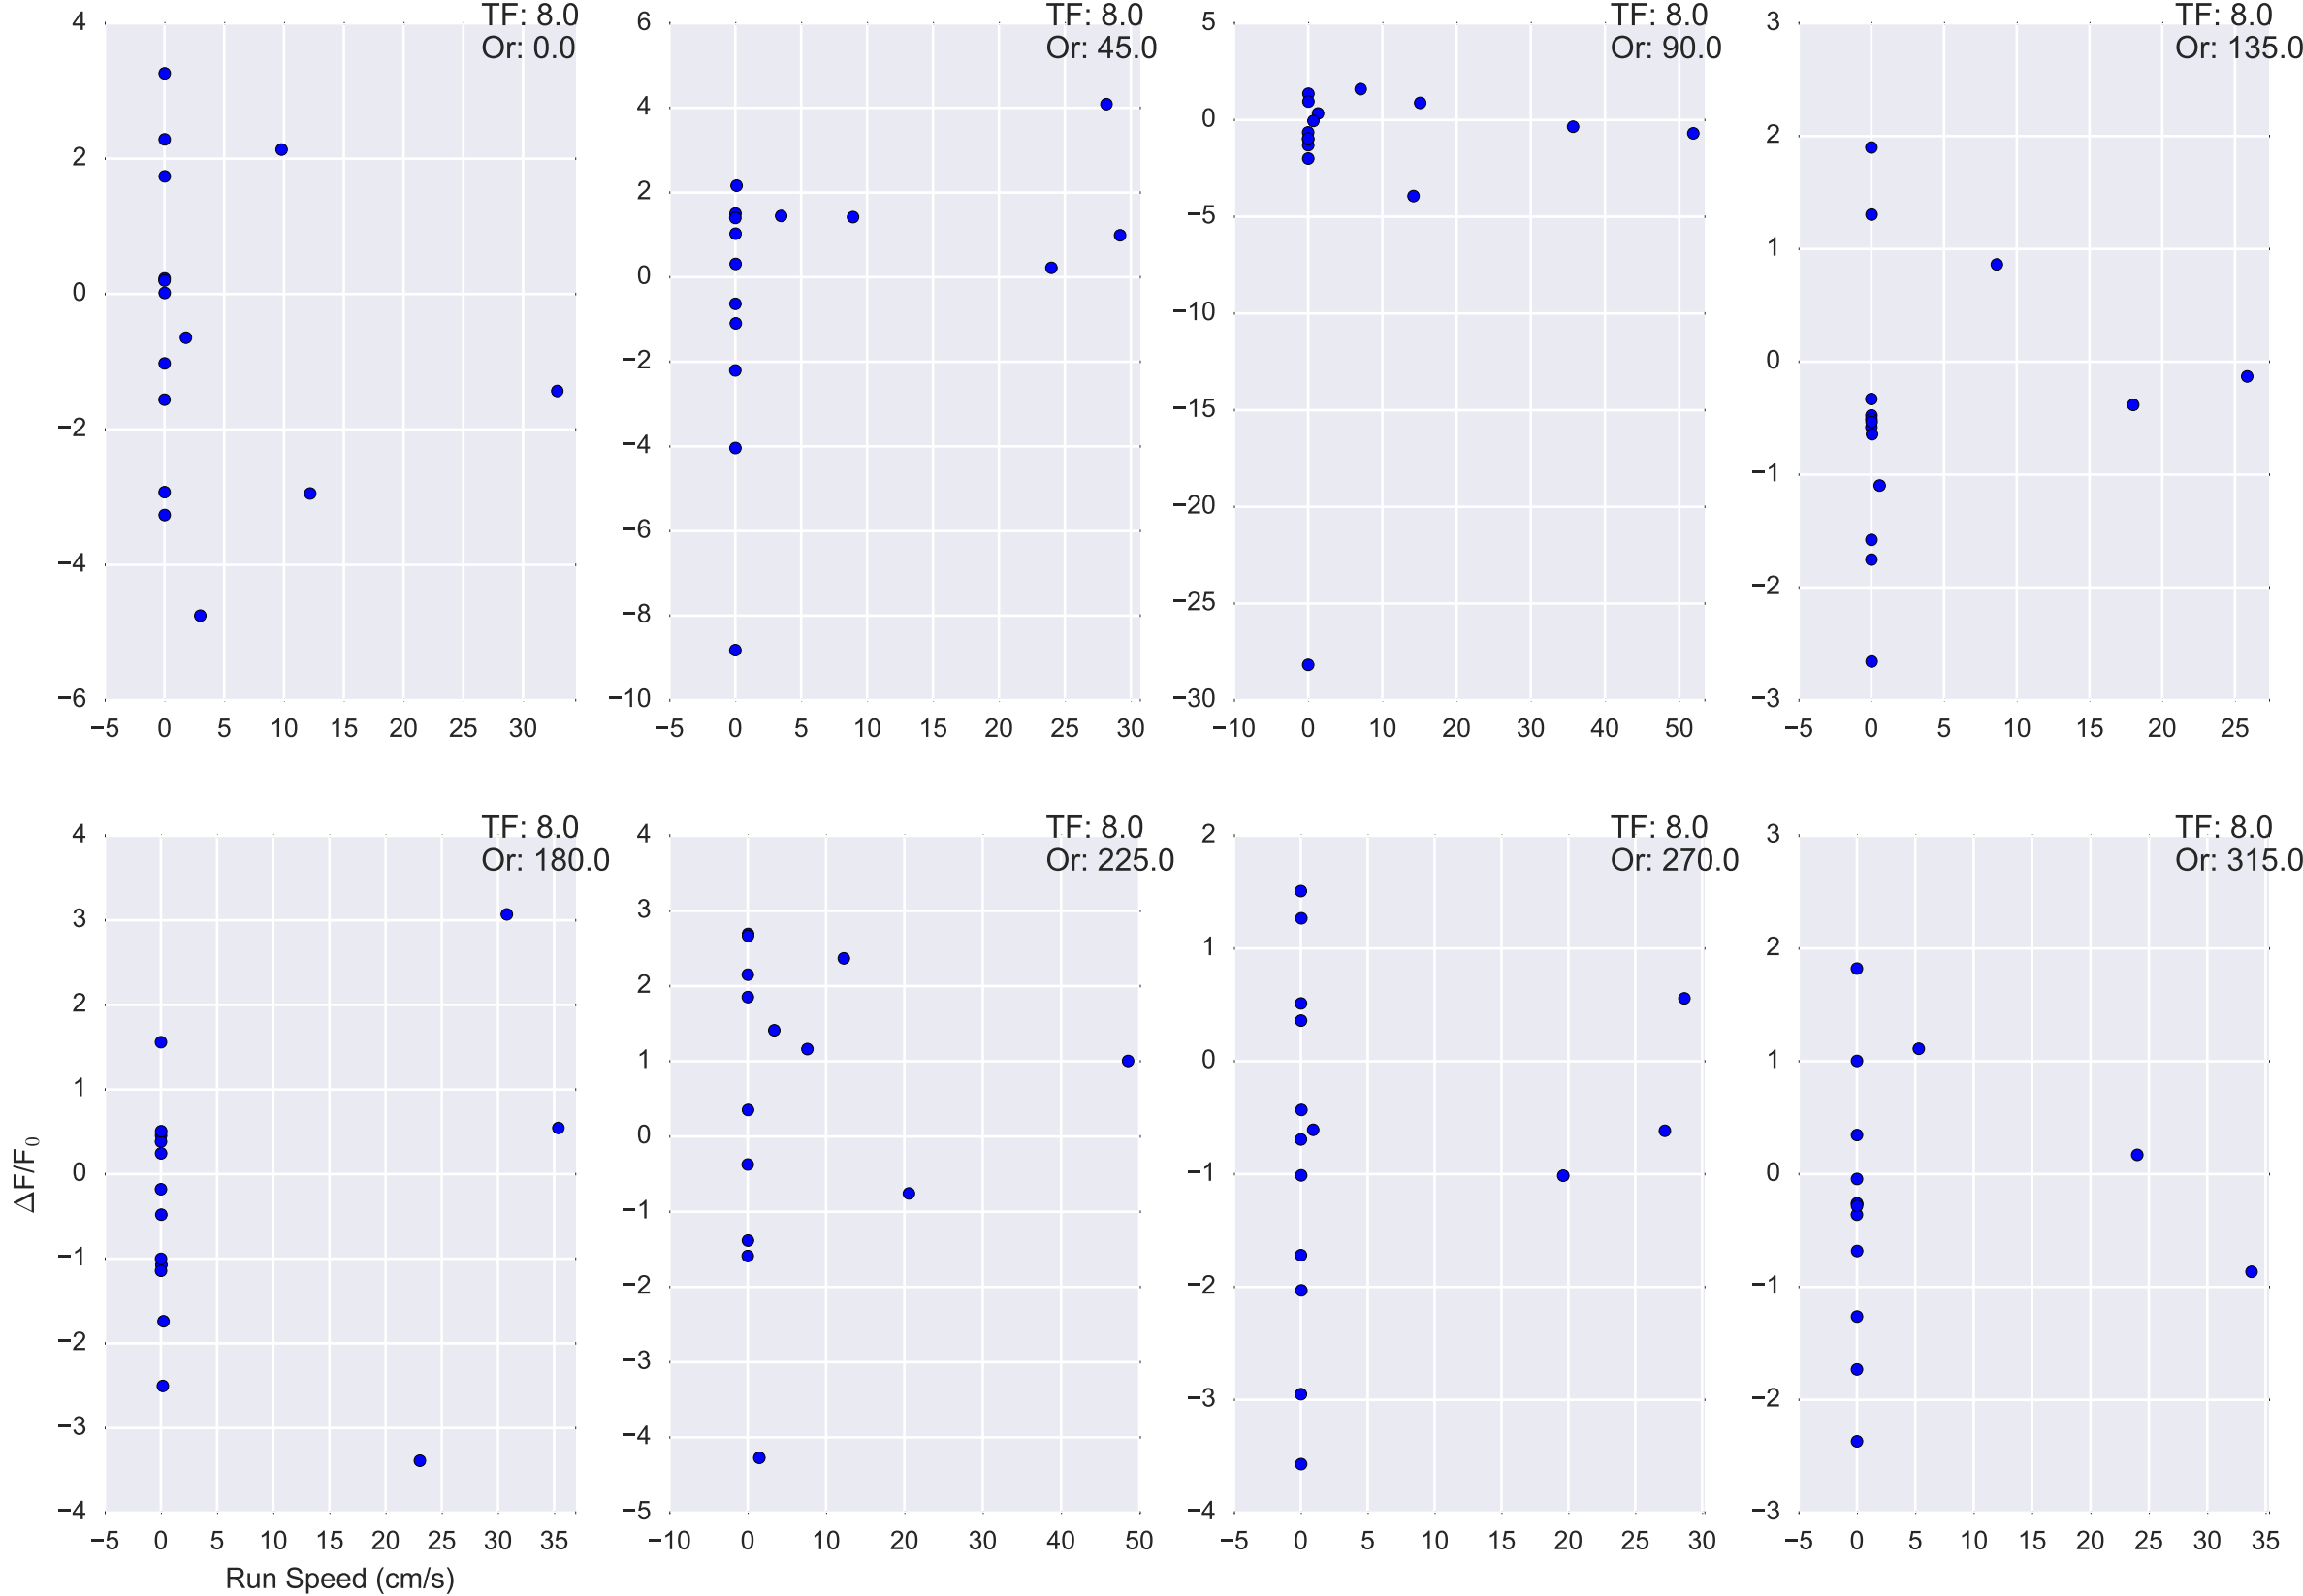 TF: 8.0
Or: 0.0
4
2
0
−2
−4
−6
−5 0 5 10 15 20 25 30
TF: 8.0
Or: 45.0
6
4
2
0
−2
−4
−6
−8
−10
−5 0 5 10 15 20 25 30
TF: 8.0
Or: 90.0
5
0
−5
−10
−15
−20
−25
−30
−10 0 10 20 30 40 50
TF: 8.0
Or: 135.0
3
2
1
0
−1
−2
−3
−5 0 5 10 15 20 25
TF: 8.0
Or: 180.0
4
3
2
1
0
−1
−2
−3
−4
ΔF/F₀
−5 0 5 10 15 20 25 30 35
Run Speed (cm/s)
TF: 8.0
Or: 225.0
4
3
2
1
0
−1
−2
−3
−4
−5
−10 0 10 20 30 40 50
TF: 8.0
Or: 270.0
2
1
0
−1
−2
−3
−4
−5 0 5 10 15 20 25 30
TF: 8.0
Or: 315.0
3
2
1
0
−1
−2
−3
−5 0 5 10 15 20 25 30 35